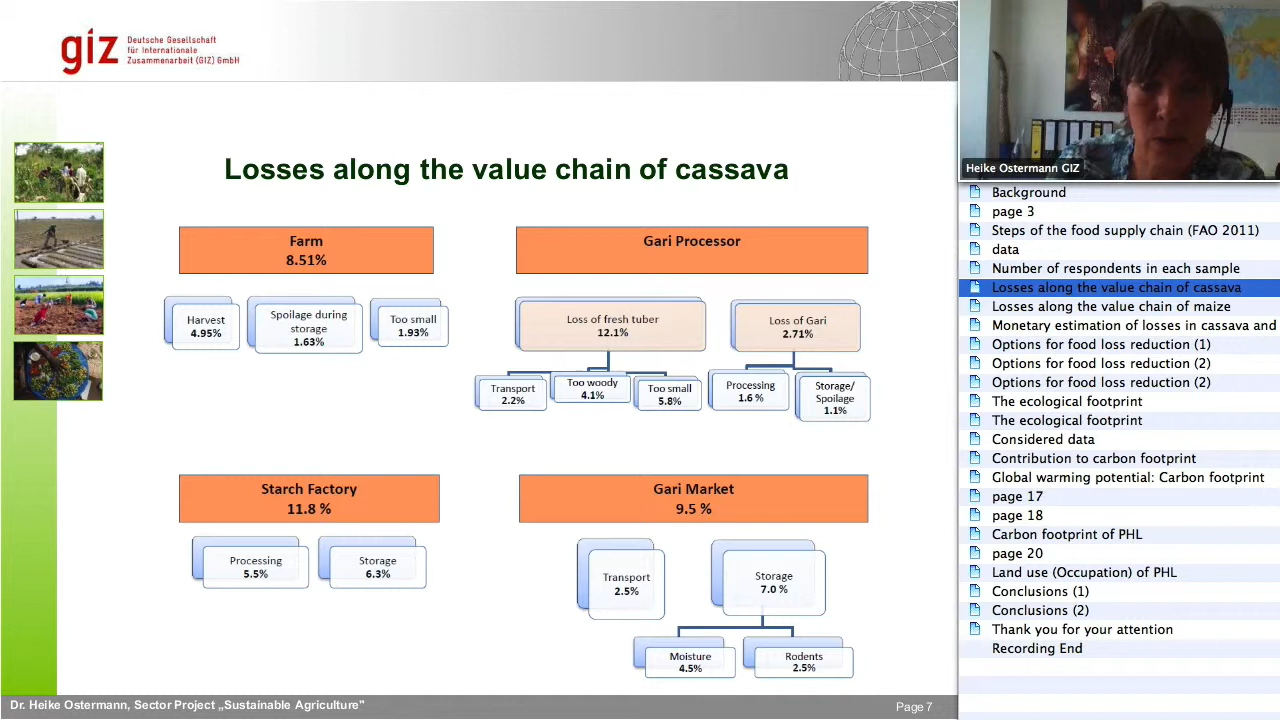 giz
Deutsche Gesellschaft
für Internationale
Zusammenarbeit (GIZ) GmbH
Losses along the value chain of cassava
Farm
8.51%
Harvest
4.95%
Spoilage during
storage
1.63%
Too small
1.93%
Gari Processor
Loss of fresh tuber
12.1%
Loss of Gari
2.71%
Transport
2.2%
Too woody
4.1%
Too small
5.8%
Processing
1.6 %
Storage/
Spoilage
1.1%
Starch Factory
11.8 %
Processing
5.5%
Storage
6.3%
Gari Market
9.5 %
Transport
2.5%
Storage
7.0 %
Moisture
4.5%
Rodents
2.5%
Dr. Heike Ostermann, Sector Project „Sustainable Agriculture"
Page 7
Heike Ostermann GIZ
Background
page 3
Steps of the food supply chain (FAO 2011)
data
Number of respondents in each sample
Losses along the value chain of cassava
Losses along the value chain of maize
Monetary estimation of losses in cassava and
Options for food loss reduction (1)
Options for food loss reduction (2)
Options for food loss reduction (2)
The ecological footprint
The ecological footprint
Considered data
Contribution to carbon footprint
Global warming potential: Carbon footprint
page 17
page 18
Carbon footprint of PHL
page 20
Land use (Occupation) of PHL
Conclusions (1)
Conclusions (2)
Thank you for your attention
Recording End